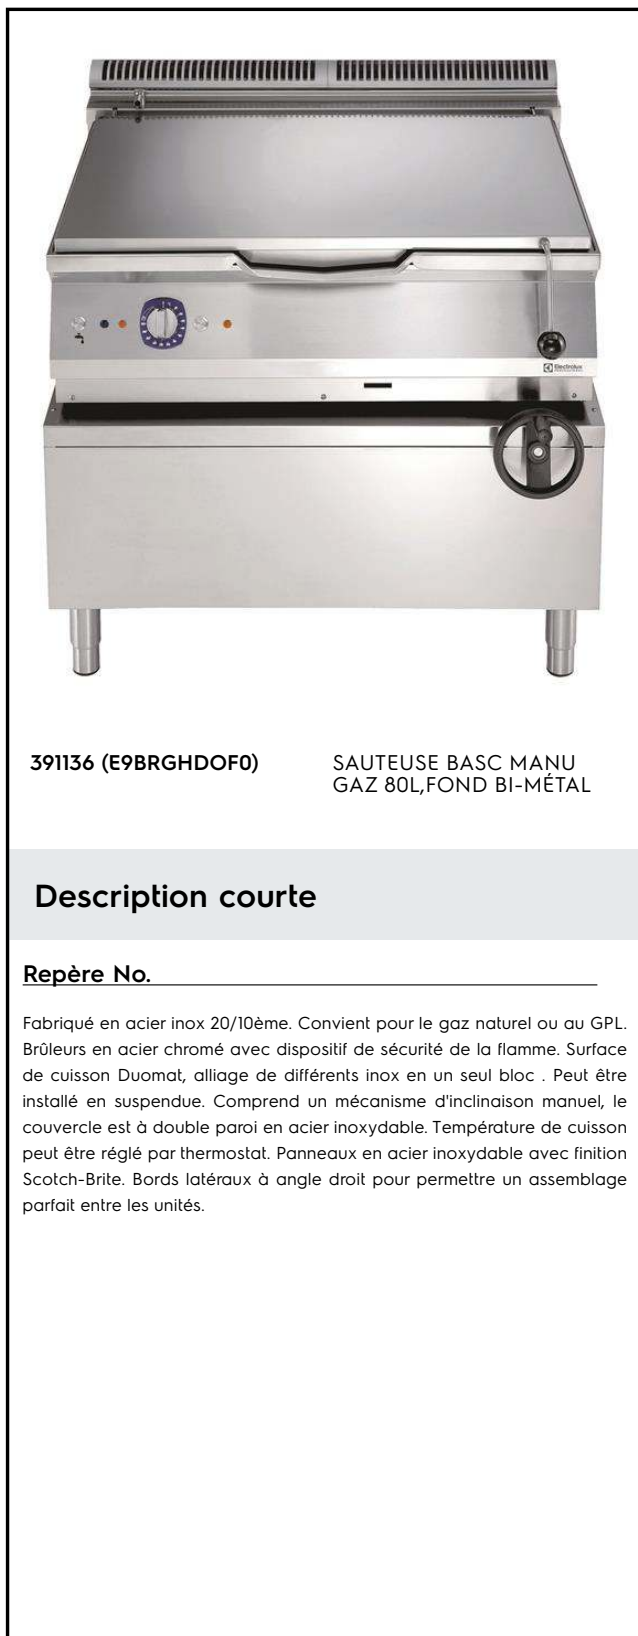 Electrolux
PROFESSIONAL
391136 (E9BRGHDOF0)
SAUTEUSE BASC MANU
GAZ 80L,FOND BI-MÉTAL
Description courte
Repère No.
Fabriqué en acier inox 20/10ème. Convient pour le gaz naturel ou au GPL.
Brûleurs en acier chromé avec dispositif de sécurité de la flamme. Surface
de cuisson Duomat, alliage de différents inox en un seul bloc . Peut être
installé en suspendue. Comprend un mécanisme d'inclinaison manuel, le
couvercle est à double paroi en acier inoxydable. Température de cuisson
peut être réglé par thermostat. Panneaux en acier inoxydable avec finition
Scotch-Brite. Bords latéraux à angle droit pour permettre un assemblage
parfait entre les unités.